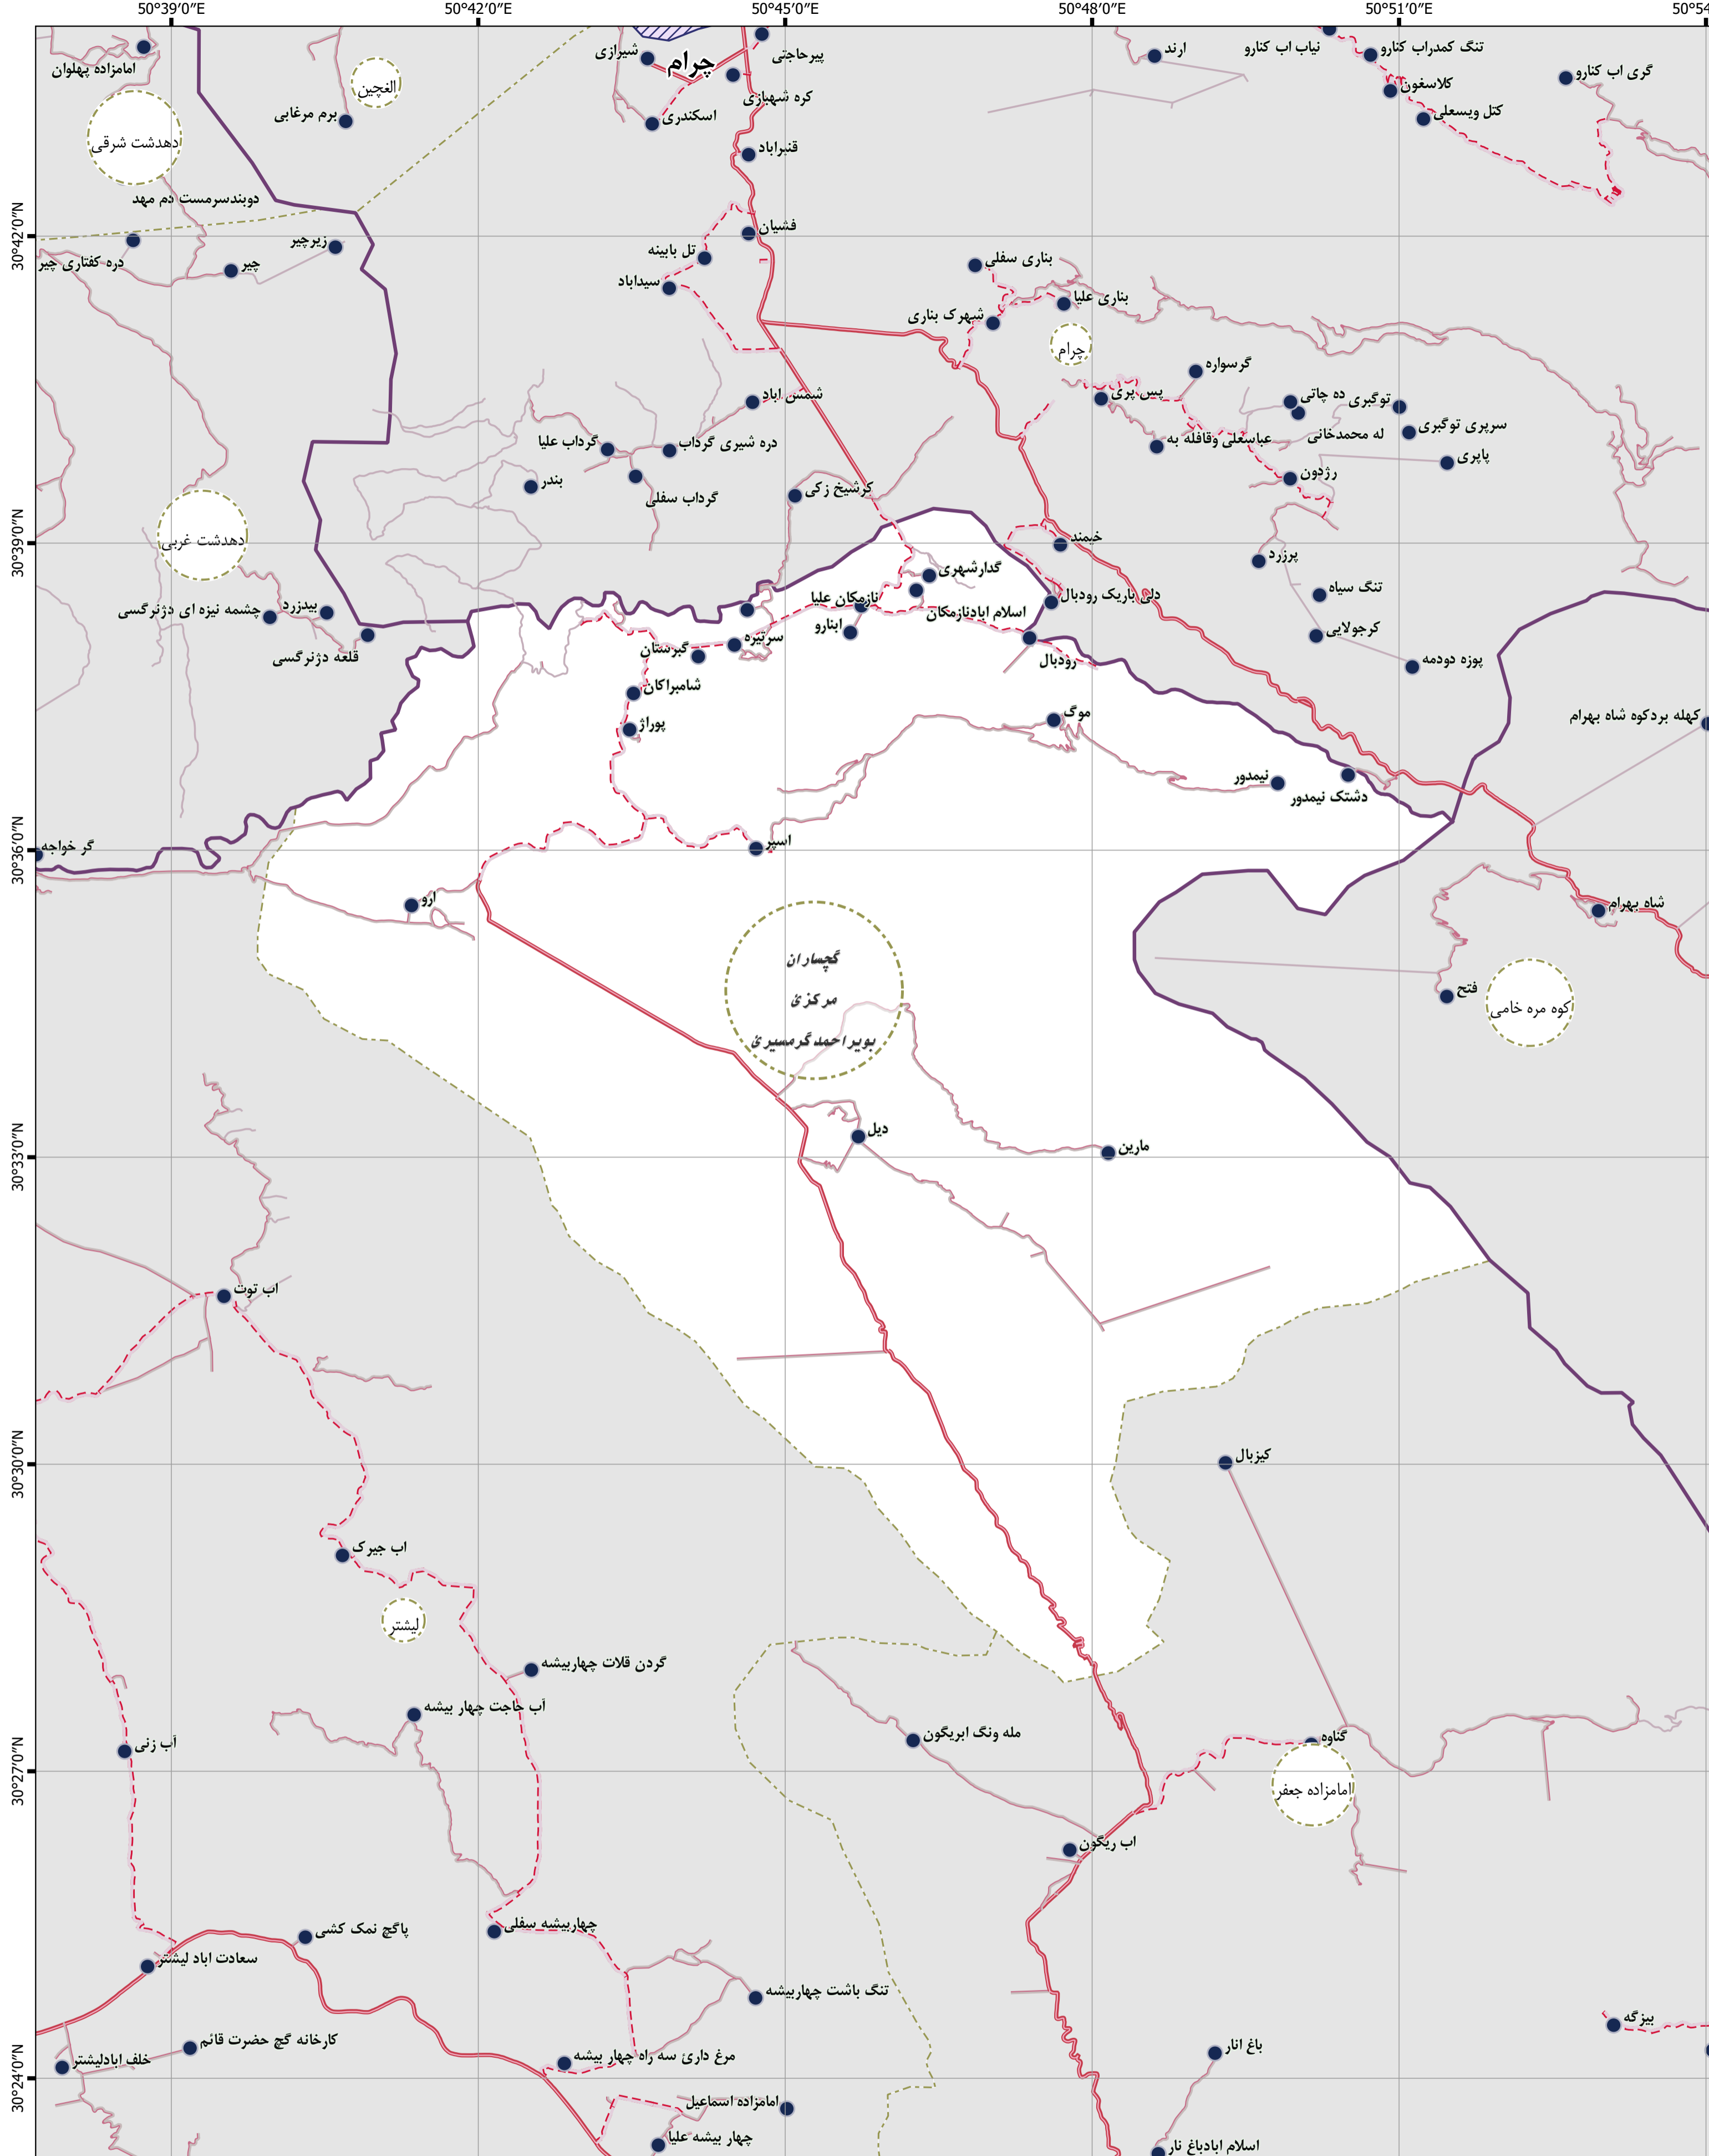 50°39'0"E
50°42'0"E
50°45'0"E
50°48'0"E
50°51'0"E
امامزاده پهلوان
الغچین
برم مرغابی
دهدشت شرقی
شیرازی
چرام
پیرحاجتی
کره شهبازی
اسکندری
قنبراباد
ارند
نیاب اب کنارو
تنگ کمدراب کنارو
کلاسغون
کتل ویسعلی
گری اب کنارو
دوبندسرمست دم مهد
30°42'0"N
زیرچیر
دره کفتاری چیر
چیر
فشیان
تل بابینه
سیداباد
بناری سفلی
بناری علیا
شهرک بناری
چرام
گرسواره
شمس اباد
پس پری
ده چاتی
توگبری
له محمدخانی
سرپری توگبری
عباسعلی وقافله به
پاپری
رژدون
گرداب علیا
دره شیری گرداب
بندر
گرداب سفلی
کرشیخ زکی
30°39'0"N
دهدشت غربی
خیمند
پرزرد
تنگ سیاه
گدارشهری
دلی باریک رودبال
نازمکان علیا
اسلام ابادنازمکان
ابنارو
چشمه نیزه ای دژنرگسی
بیدزرد
قلعه دژنرگسی
سرتیره
گبرستان
رودبال
کرجولایی
پوزه دودمه
شامبراکان
پوراژ
موگ
کهله بردکوه شاه بهرام
نیمدور
دشتک نیمدور
30°36'0"N
گر خواجه
اسپر
ارو
شاه بهرام
گچساران
مرکزئ
بویراحمدگرمسیرئ
فتح
کوه مره خامی
30°33'0"N
دیل
مارین
اب توت
30°30'0"N
کیزبال
اب جیرک
لیشتر
گردن قلات چهاربیشه
آب حاجت چهار بیشه
آب زنی
مله ونگ ابریگون
گناوه
30°27'0"N
امامزاده جعفر
اب ریگون
پاگچ نمک کشی
چهاربیشه سفلی
سعادت اباد لیشتر
تنگ باشت چهاربیشه
بیزگه
کارخانه گچ حضرت قائم
خلف ابادلیشتر
مرغ دارئ سه راه چهار بیشه
باغ انار
30°24'0"N
امامزاده اسماعیل
چهار بیشه علیا
اسلام ابادباغ نار